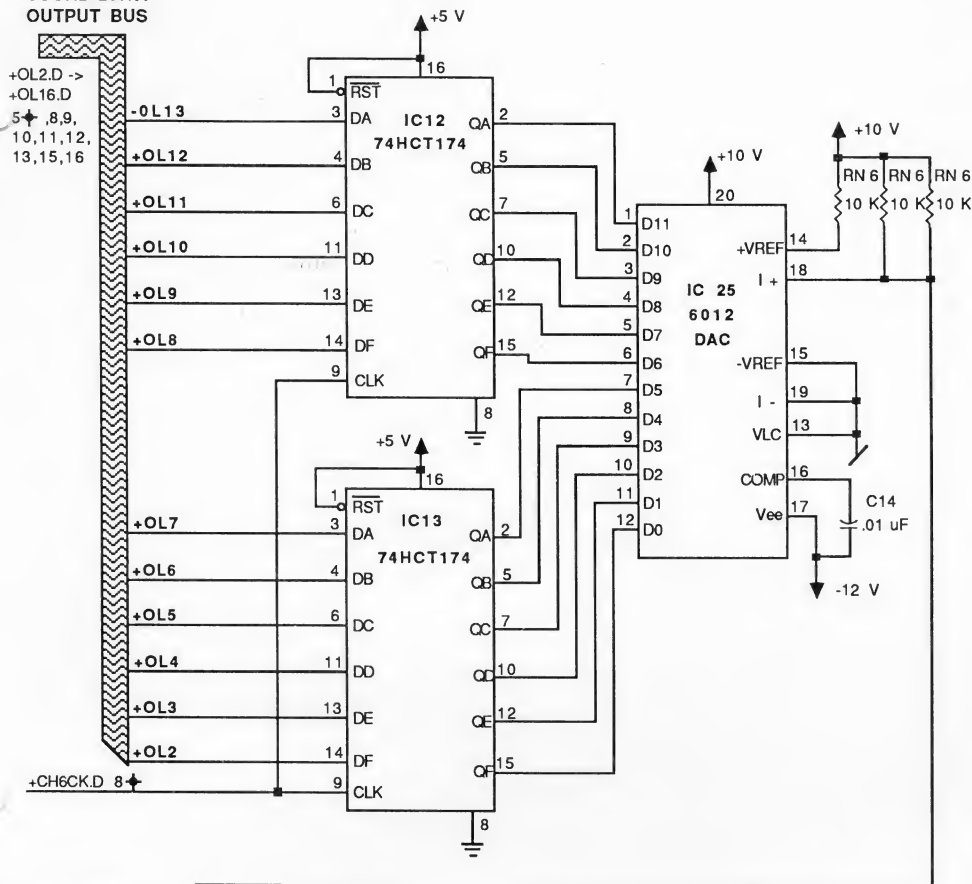 OUTPUT BUS
+OL2.D ->
+OL16.D
5 ,8,9,
10,11,12,
13,15,16
+5 V
16
1
RST
3
DA
IC12
74HCT174
QA
2
-0L13
4
DB
QB
5
+OL12
6
DC
QC
7
+OL11
11
DD
QD
10
+OL10
13
DE
QE
12
+OL9
14
DF
QF
15
+OL8
9
CLK
8
+5 V
16
1
RST
IC13
74HCT174
+OL7
3
DA
QA
2
+OL6
4
DB
QB
5
+OL5
6
DC
QC
7
+OL4
11
DD
QD
10
+OL3
13
DE
QE
12
+OL2
14
DF
QF
15
+CH6CK.D 8
9
CLK
8
+10 V
20
IC 25
6012
DAC
1
D11
2
D10
3
D9
4
D8
5
D7
6
D6
7
D5
8
D4
9
D3
10
D2
11
D1
12
D0
+10 V
RN 6
RN 6
RN 6
10 K
10 K
10 K
+VREF
14
I +
18
-VREF
15
I -
19
VLC
13
COMP
16
C14
.01 uF
Vee
17
-12 V